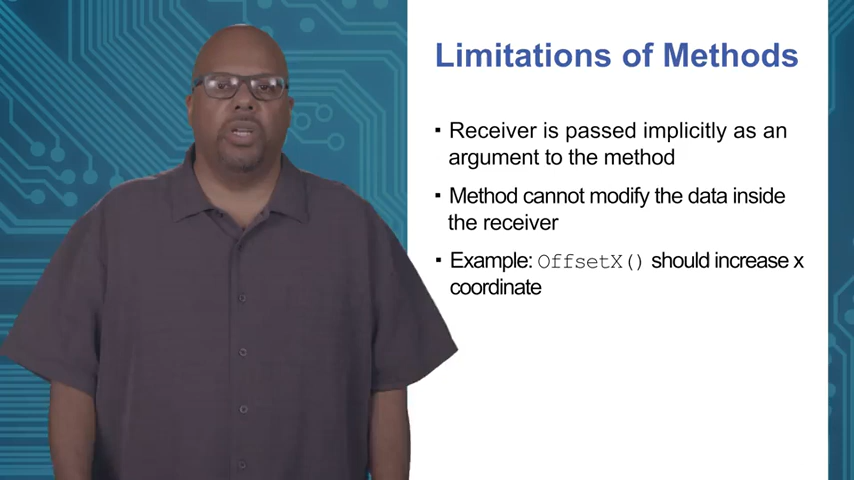 Limitations of Methods
▪ Receiver is passed implicitly as an
argument to the method
▪ Method cannot modify the data inside
the receiver
▪ Example: OffsetX() should increase x
coordinate